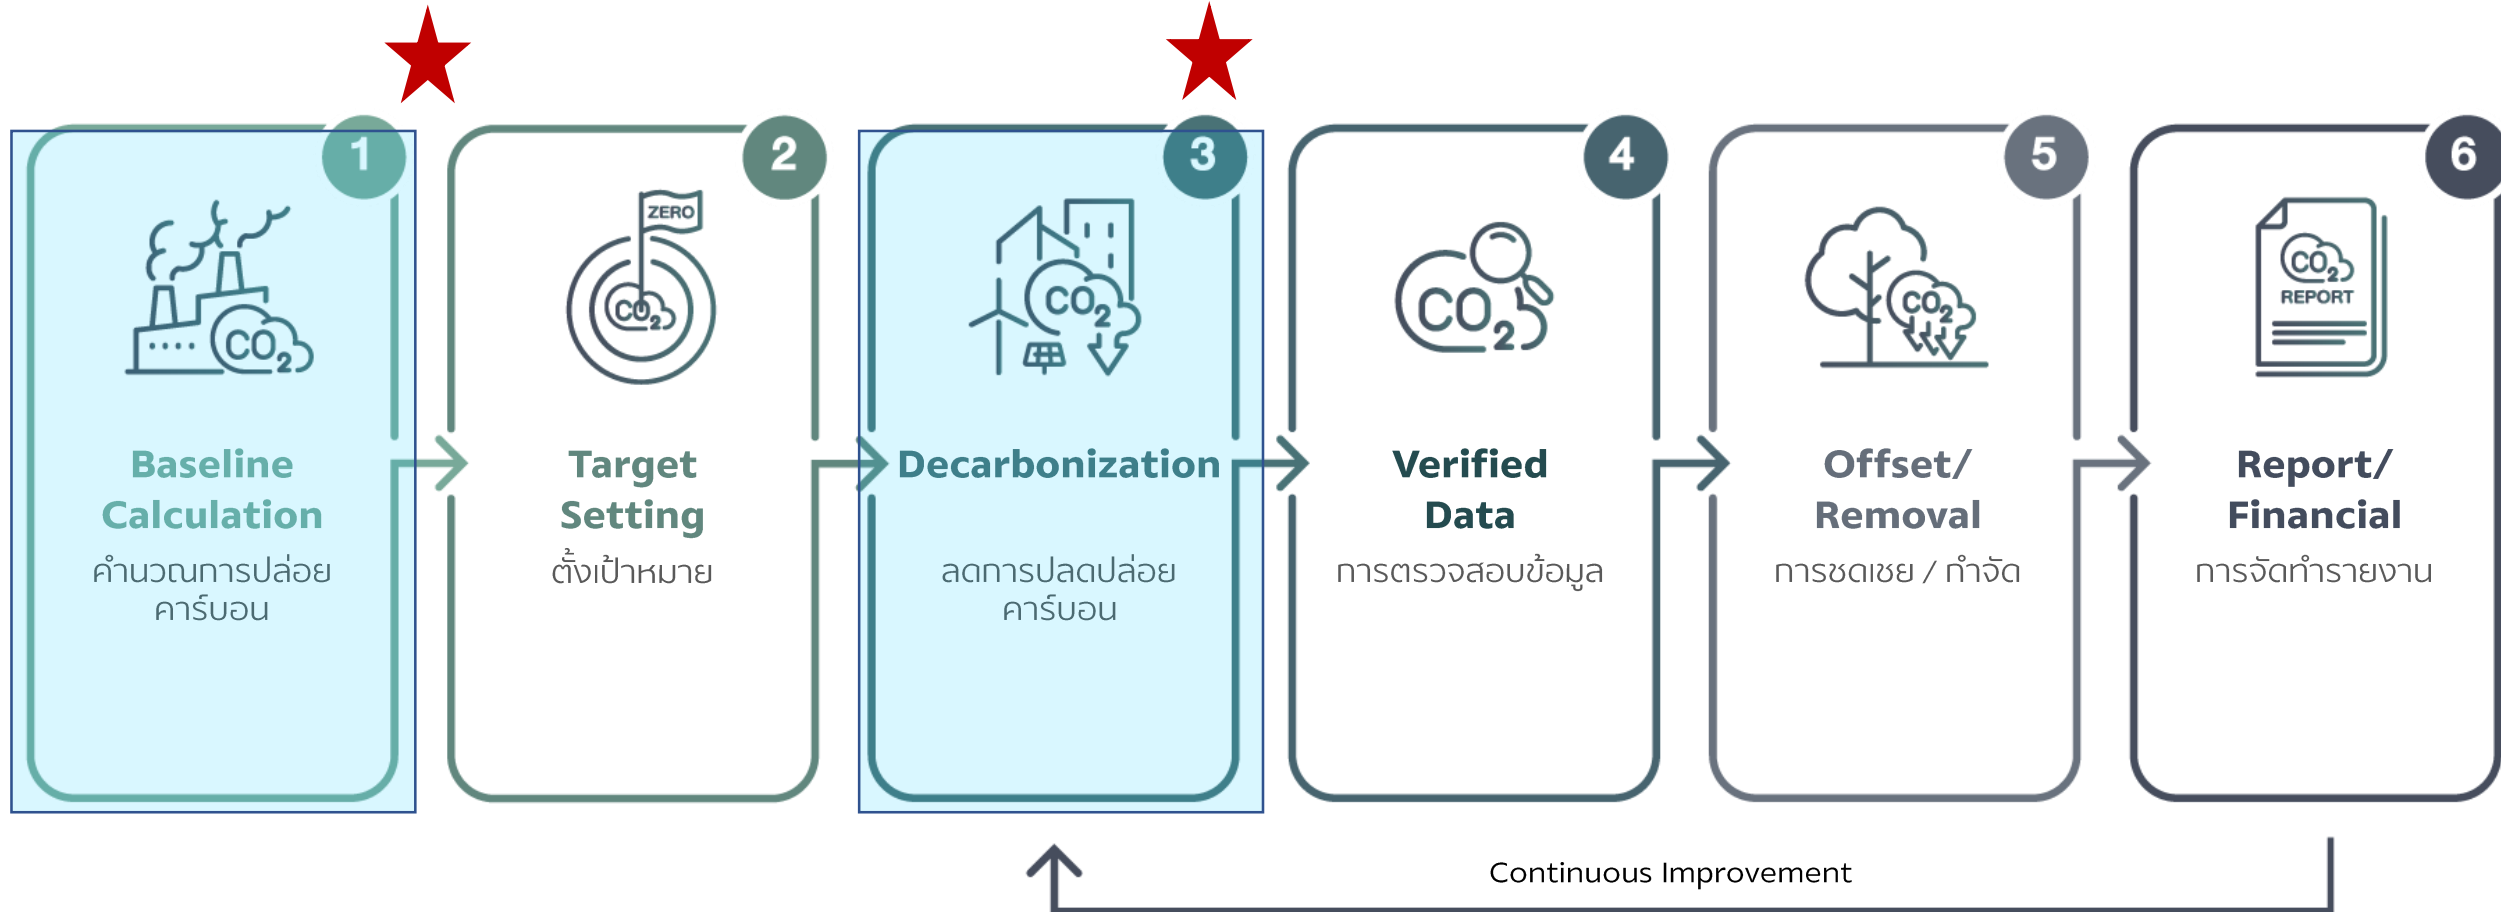 1
CO2
Baseline
Calculation
คำนวณการปล่อย
คาร์บอน
2
ZERO
CO2
Target
Setting
ตั้งเป้าหมาย
3
CO2
Decarbonization
ลดการปลดปล่อย
คาร์บอน
4
CO2
Verified
Data
การตรวจสอบข้อมูล
5
CO2
Offset/
Removal
การชดเชย / กำจัด
6
CO2
REPORT
Report/
Financial
การจัดทำรายงาน
Continuous Improvement